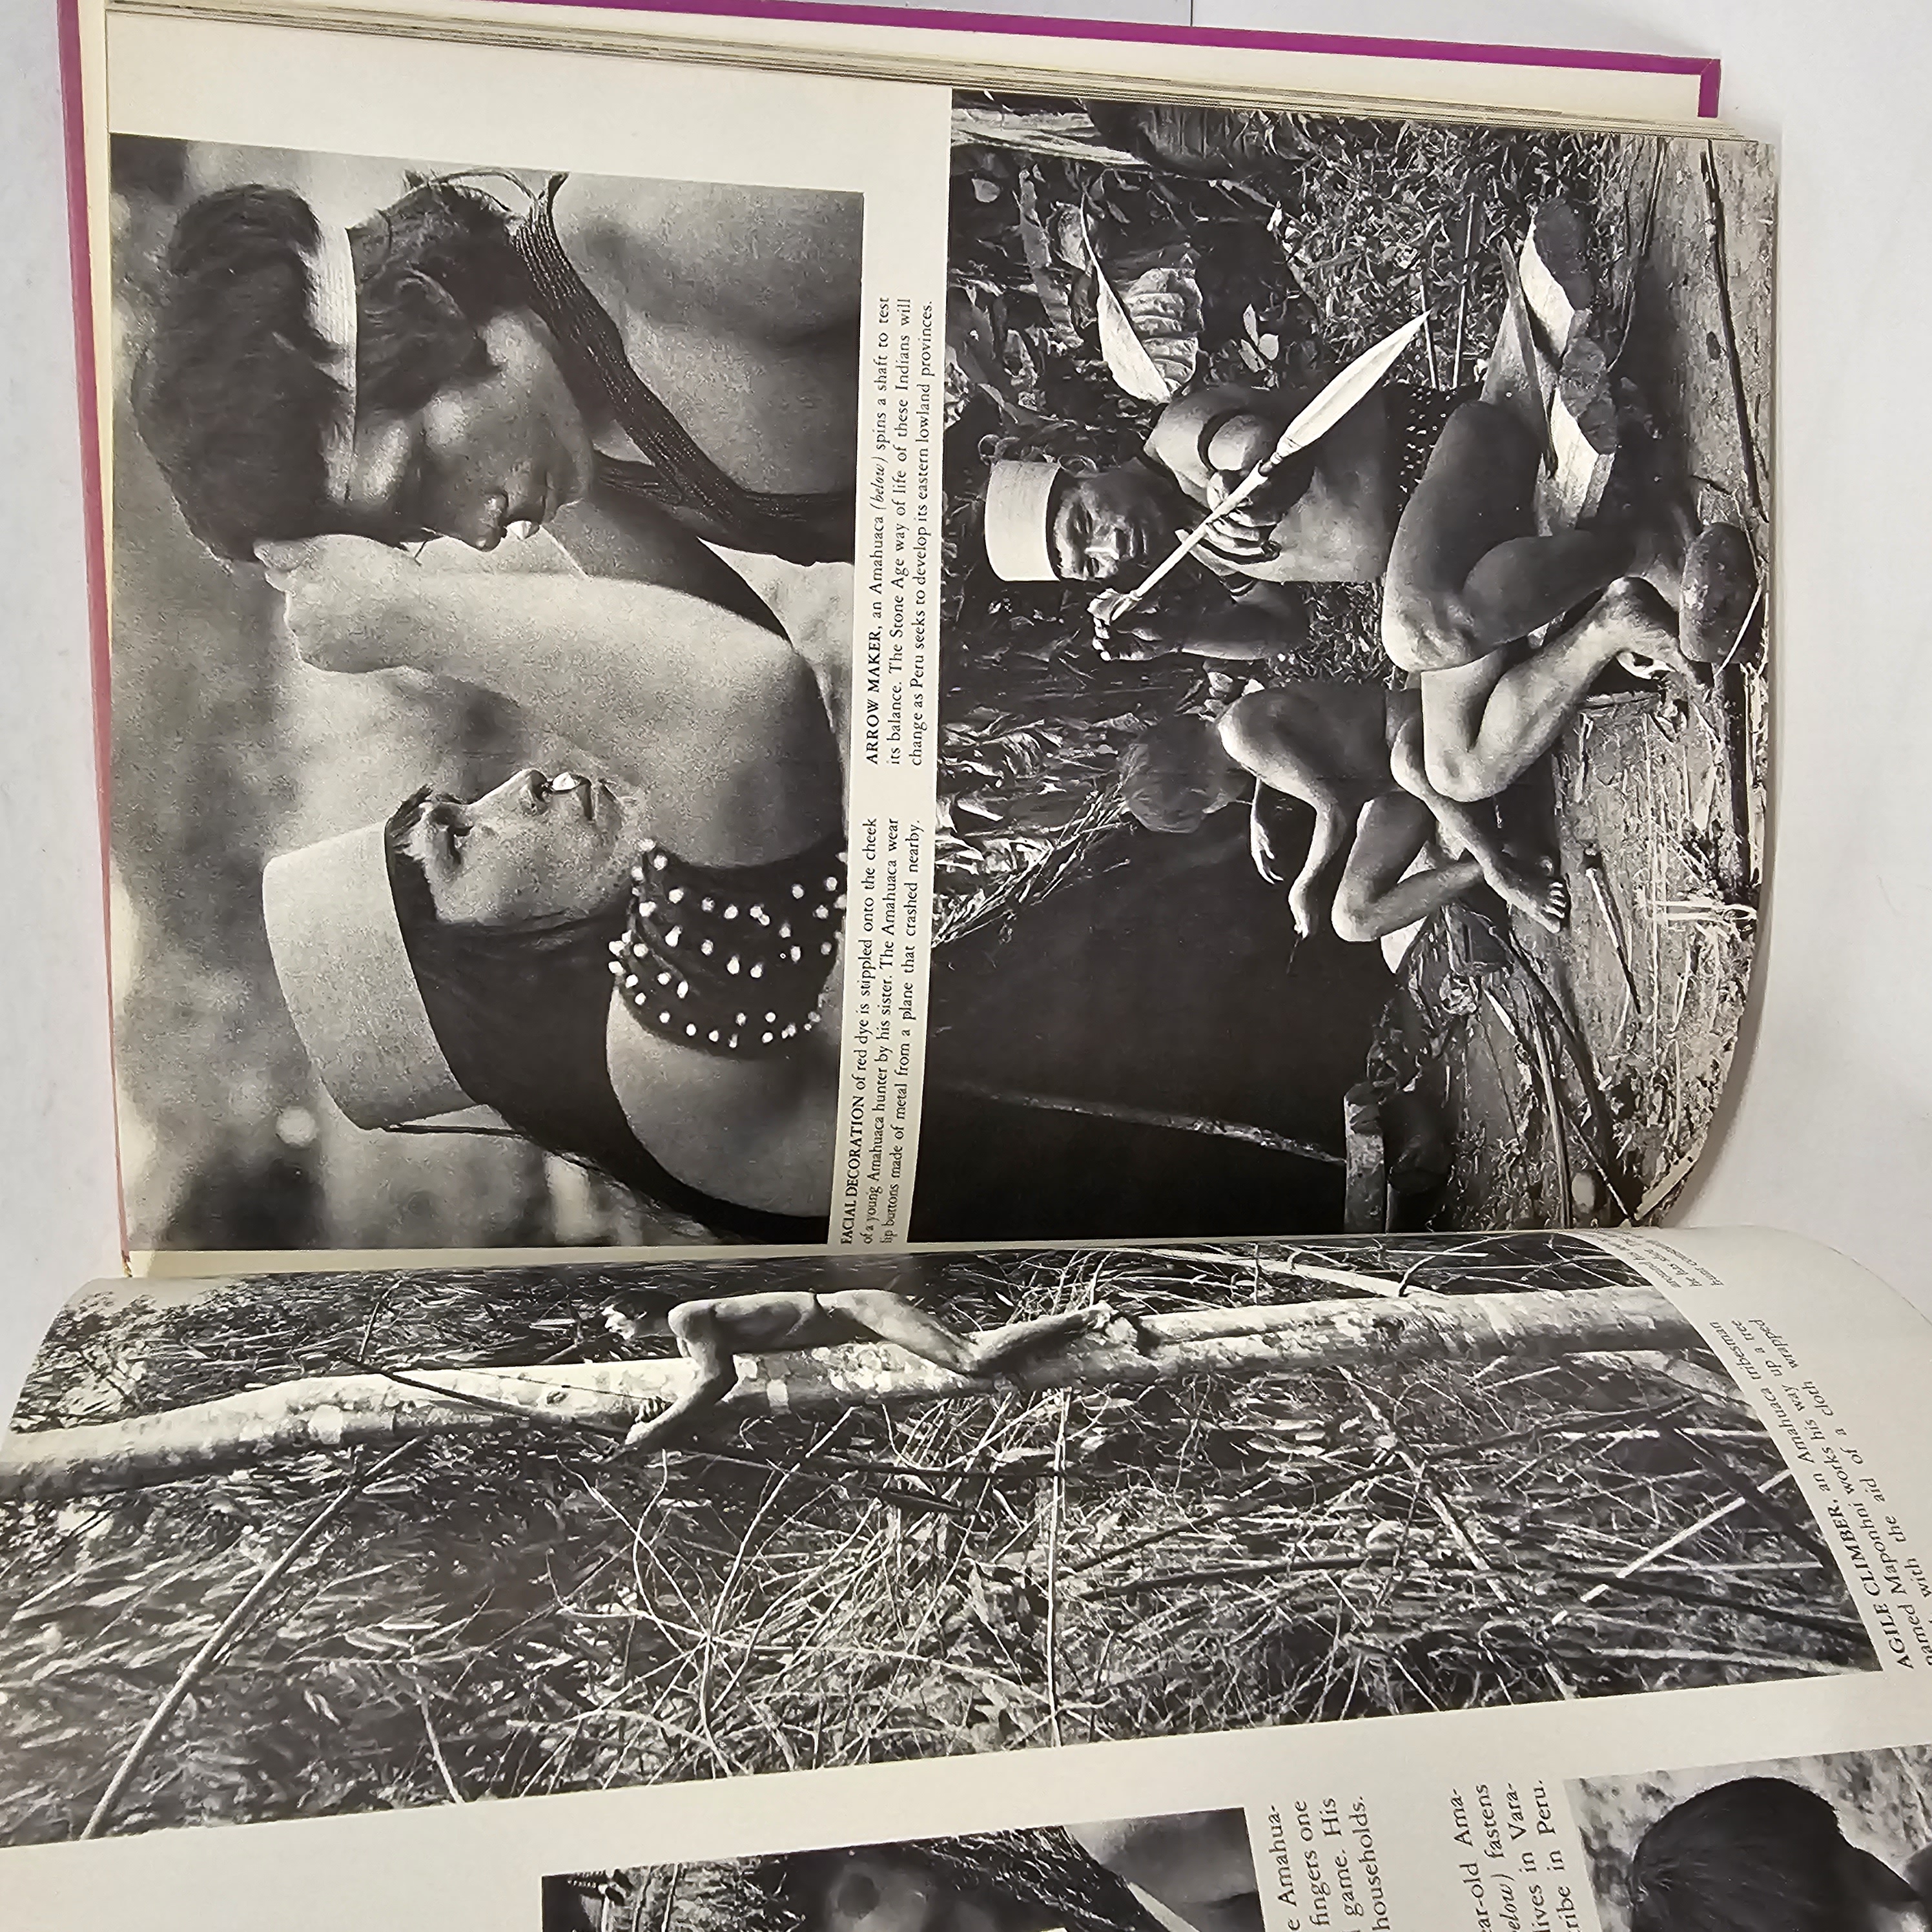 e Amahua-
fingers one
game. His
households.
ar-old Ama-
below) fastens
lives in Vara-
tribe in Peru.
AGILE CLIMBER, an Amahuaca tribesman
named Maponhni works his way up a tree
with the aid of a cloth wrapped
around his
he has shot. The
hunt
FACIAL DECORATION of red dye is stippled onto the cheek
of a young Amahuaca hunter by his sister. The Amahuaca wear
lip buttons made of metal from a plane that crashed nearby.
ARROW MAKER, an Amahuaca (below) spins a shaft to test
its balance. The Stone Age way of life of these Indians will
change as Peru seeks to develop its eastern lowland provinces.